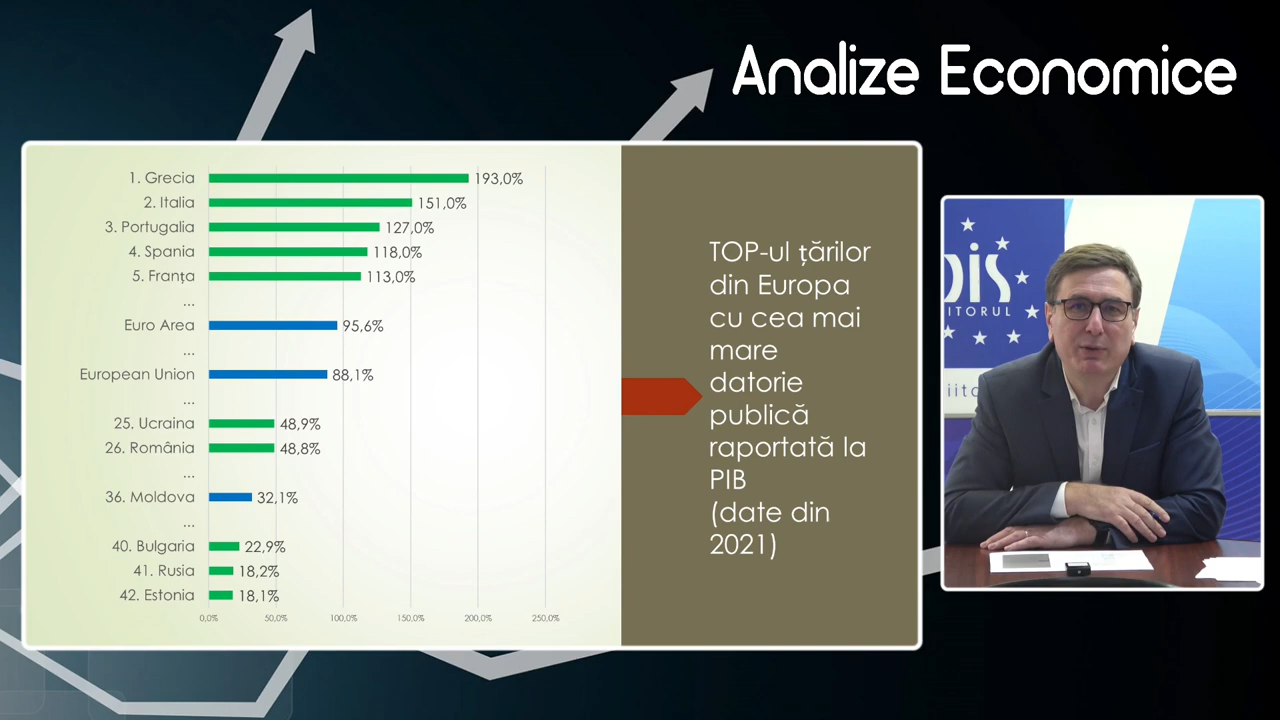 Analize Economice
1. Grecia 193,0%
2. Italia 151,0%
3. Portugalia 127,0%
4. Spania 118,0%
5. Franța 113,0%
...
Euro Area 95,6%
...
European Union 88,1%
...
25. Ucraina 48,9%
26. România 48,8%
...
36. Moldova 32,1%
...
40. Bulgaria 22,9%
41. Rusia 18,2%
42. Estonia 18,1%
0,0% 50,0% 100,0% 150,0% 200,0% 250,0%
TOP-ul țărilor
din Europa
cu cea mai
mare
datorie
publică
raportată la
PIB
(date din
2021)